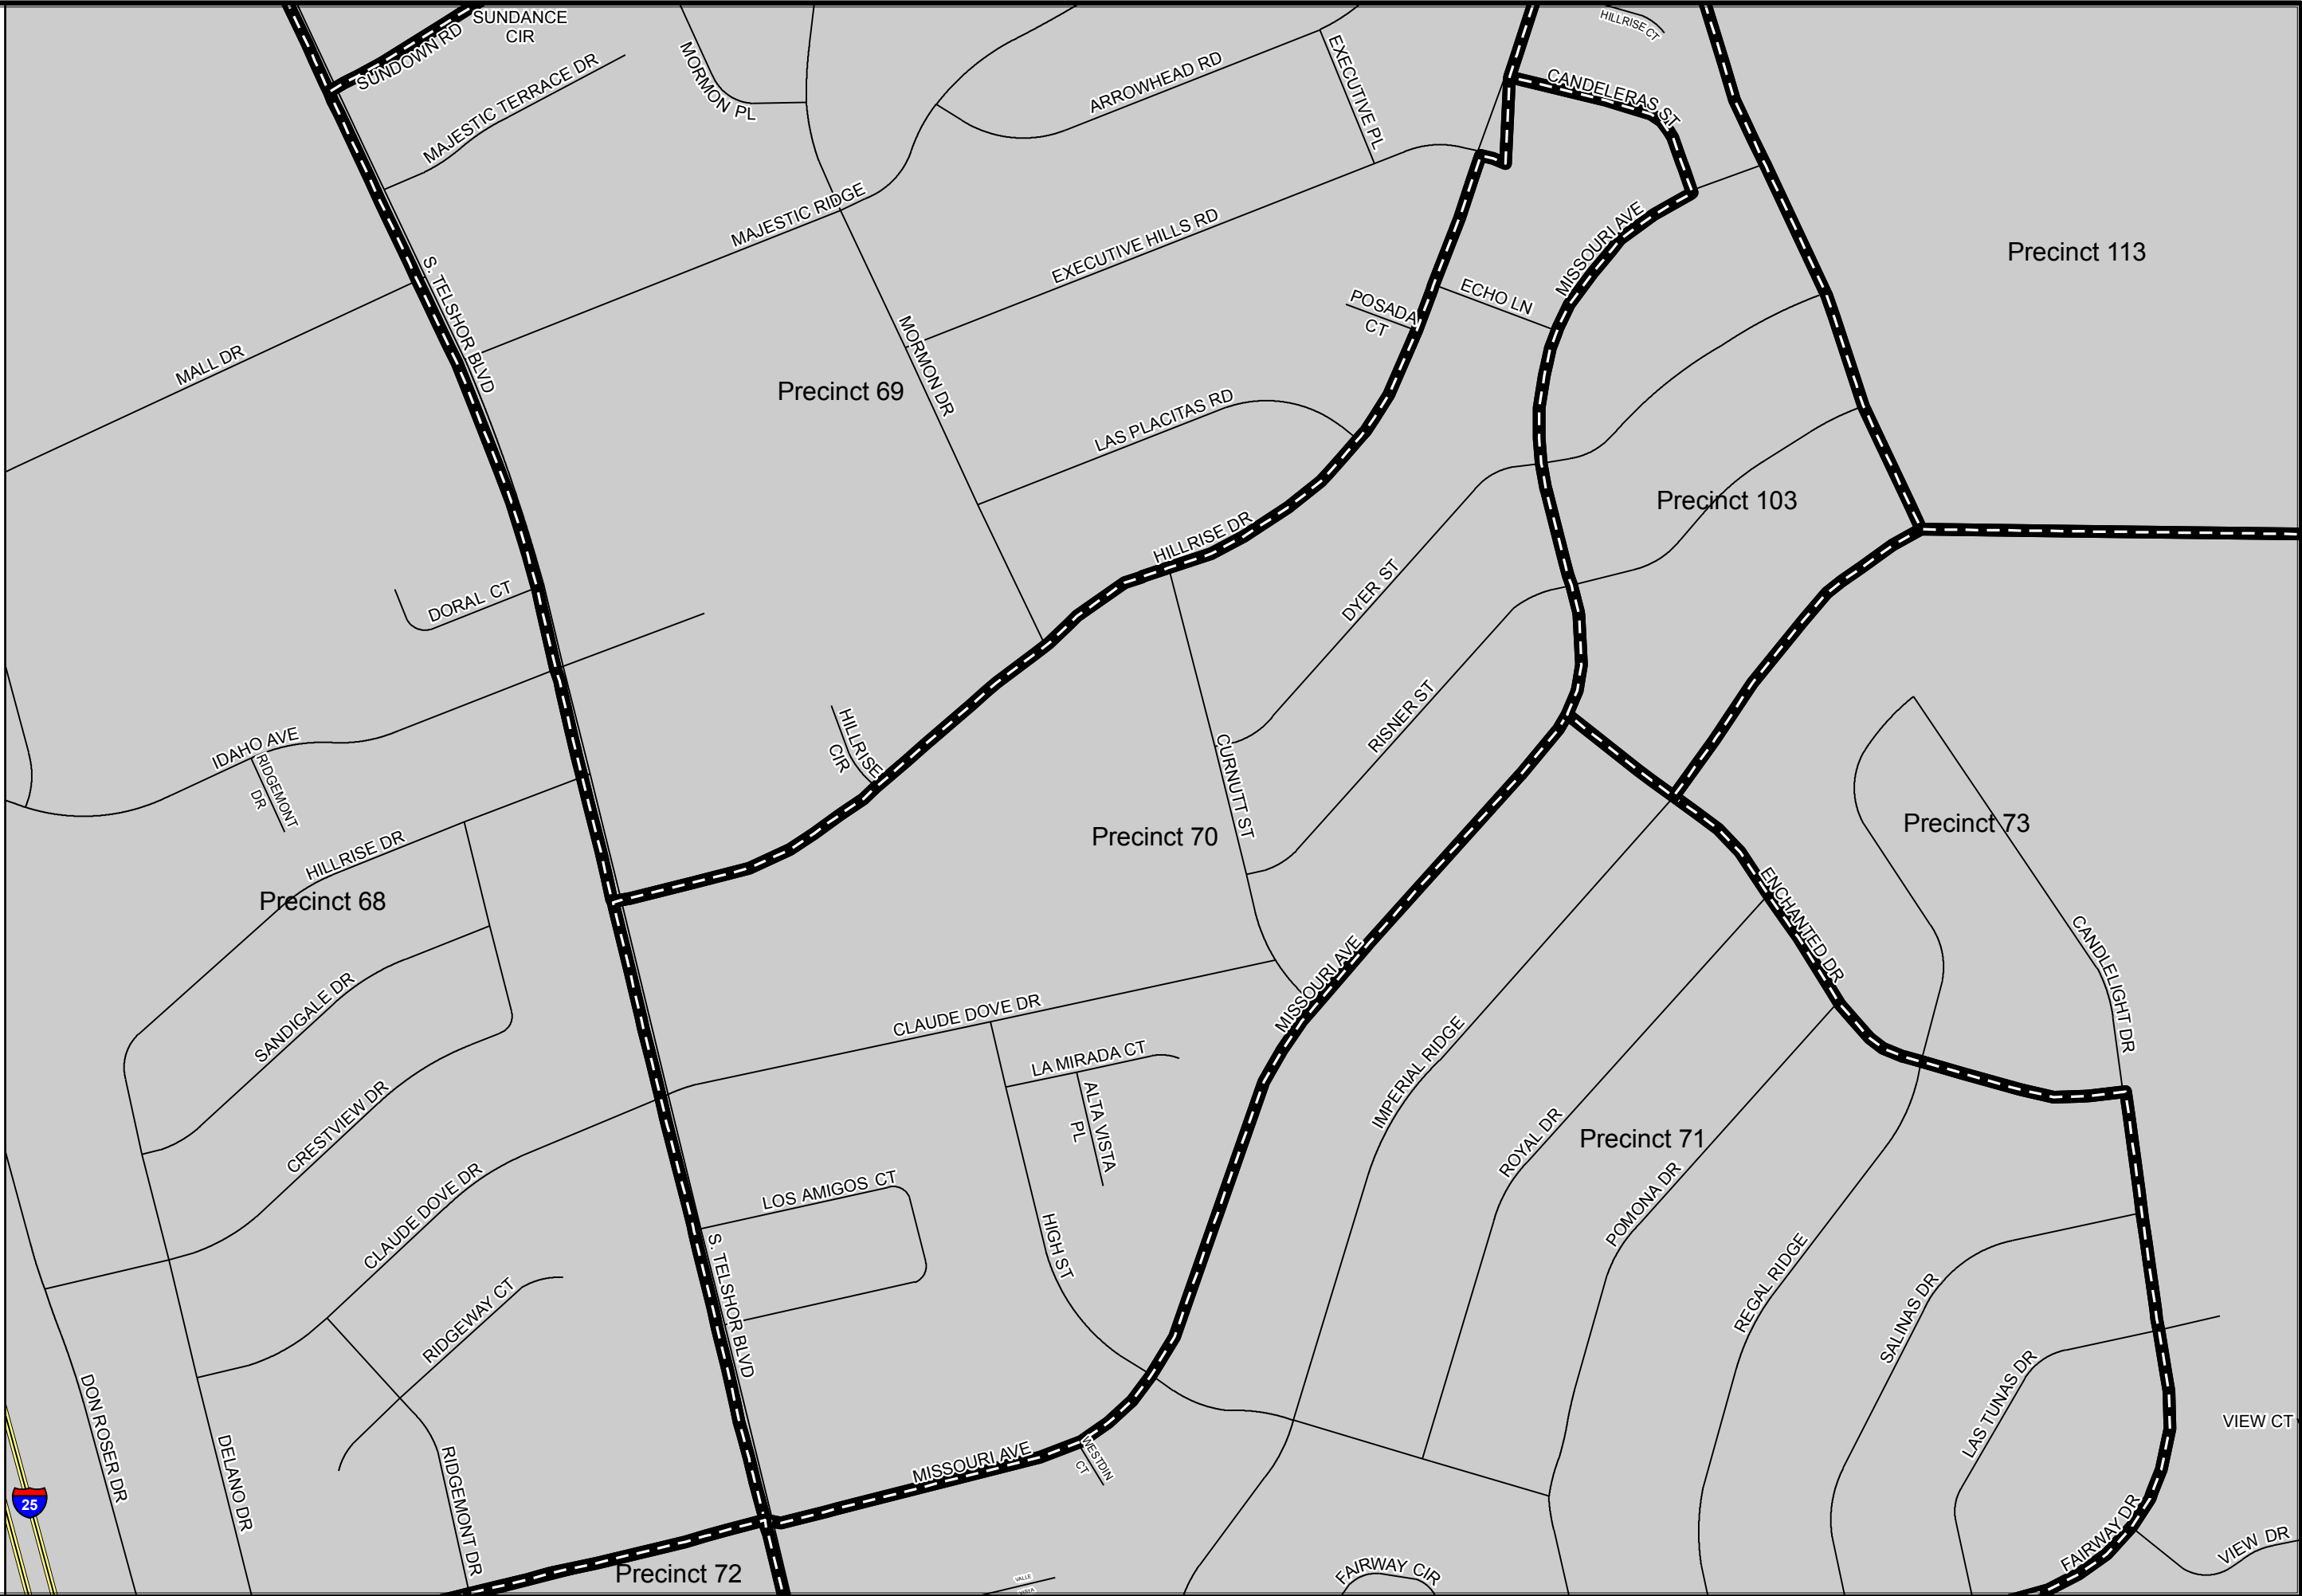 SUNDANCE
CIR
SUNDOWN RD
HILLRISE CT
MAJESTIC TERRACE DR
MORMON PL
ARROWHEAD RD
EXECUTIVE PL
CANDELERAS ST
MAJESTIC RIDGE
EXECUTIVE HILLS RD
MISSOURI AVE
Precinct 113
S. TELSHOR BLVD
ECHO LN
POSADA
CT
MALL DR
MORMON DR
Precinct 69
LAS PLACITAS RD
Precinct 103
HILLRISE DR
DORAL CT
DYER ST
RISNER ST
IDAHO AVE
RIDGEMONT
DR
HILLRISE
CIR
CURNUTT ST
Precinct 70
Precinct 73
HILLRISE DR
Precinct 68
ENCHANTED DR
CANDLELIGHT DR
SANDIGALE DR
CLAUDE DOVE DR
MISSOURI AVE
LA MIRADA CT
ALTA VISTA
PL
IMPERIAL RIDGE
CRESTVIEW DR
ROYAL DR
Precinct 71
POMONA DR
CLAUDE DOVE DR
LOS AMIGOS CT
HIGH ST
REGAL RIDGE
SALINAS DR
S. TELSHOR BLVD
RIDGEWAY CT
LAS TUNAS DR
VIEW CT
DON ROSER DR
DELANO DR
RIDGEMONT DR
MISSOURI AVE
WESTDIN
CT
25
FAIRWAY DR
VIEW DR
Precinct 72
VALLE
VISTA
FAIRWAY CIR